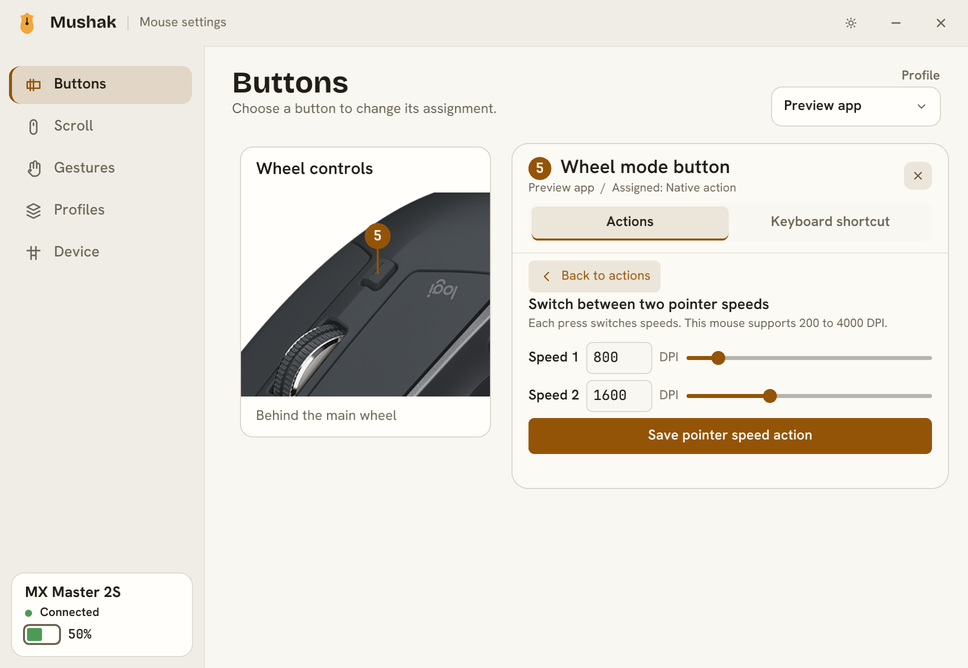 Mushak | Mouse settings
Buttons
Scroll
Gestures
Profiles
Device
MX Master 2S
Connected
50%
Buttons
Choose a button to change its assignment.
Profile
Preview app
Wheel controls
5
logi
Behind the main wheel
5 Wheel mode button
Preview app / Assigned: Native action
Actions
Keyboard shortcut
Back to actions
Switch between two pointer speeds
Each press switches speeds. This mouse supports 200 to 4000 DPI.
Speed 1 800 DPI
Speed 2 1600 DPI
Save pointer speed action